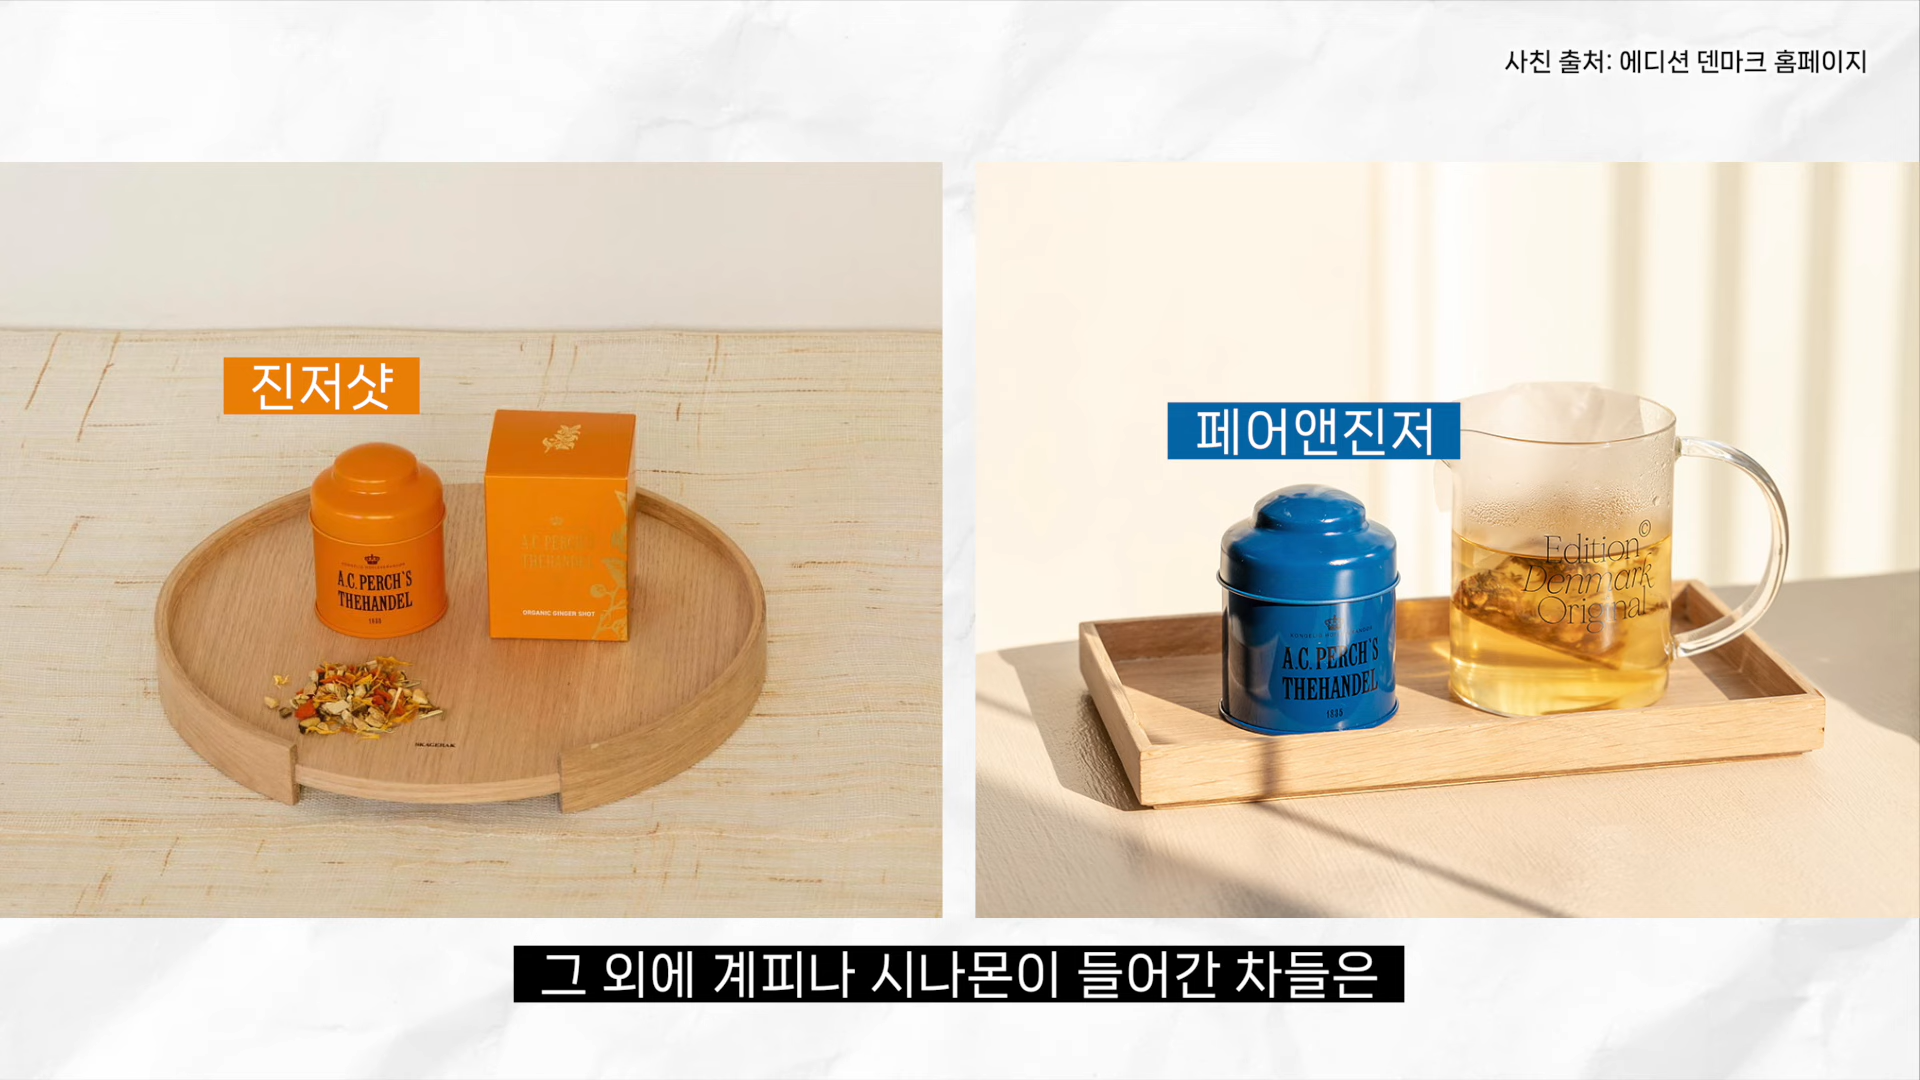 사친 출처: 에디션 덴마크 홈페이지
진저샷
A.C. PERCH'S
THEHANDEL
1835
A.C. PERCH'S
THEHANDEL
ORGANIC GINGER SHOT
SKAGERAK
페어앤진저
A.C. PERCH'S
THEHANDEL
1835
Edition©
Denmark
Original
그 외에 계피나 시나몬이 들어간 차들은